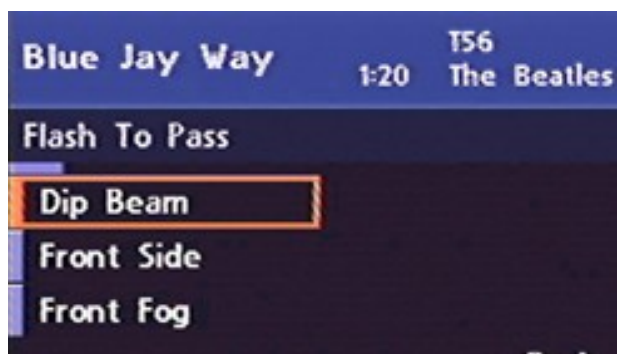 Blue Jay Way
T56
1:20 The Beatles
Flash To Pass
Dip Beam
Front Side
Front Fog